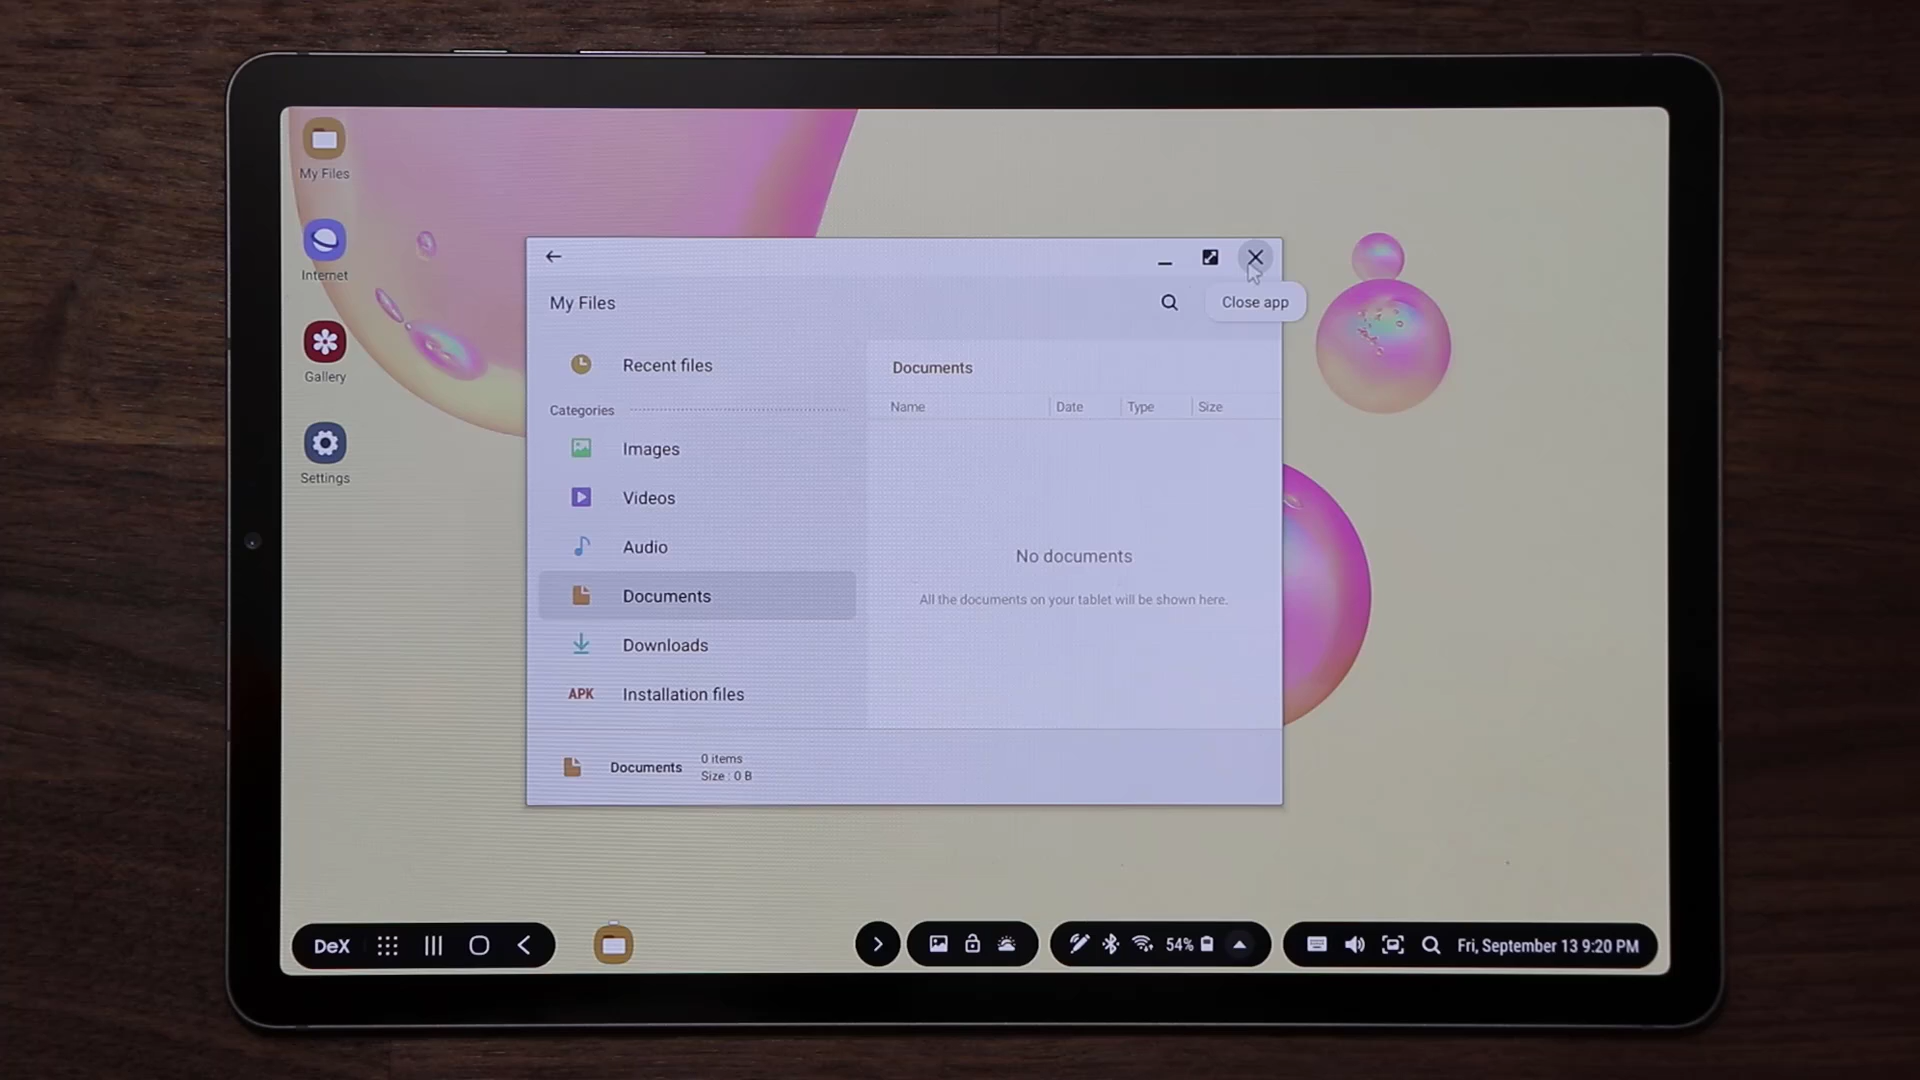 My Files
Internet
Gallery
Settings
My Files
Close app
Recent files
Categories
Images
Videos
Audio
Documents
Downloads
APK Installation files
Documents
Name Date Type Size
No documents
All the documents on your tablet will be shown here.
Documents
0 items
Size : 0 B
DeX
54%
Fri, September 13 9:20 PM